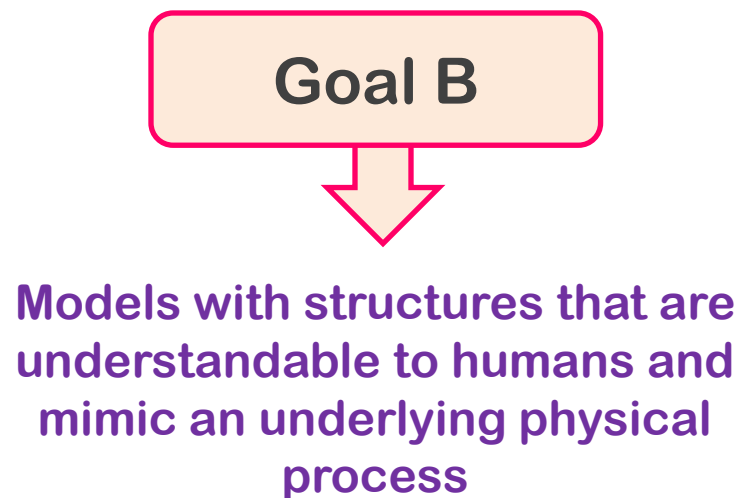 Goal B
Models with structures that are
understandable to humans and
mimic an underlying physical
process